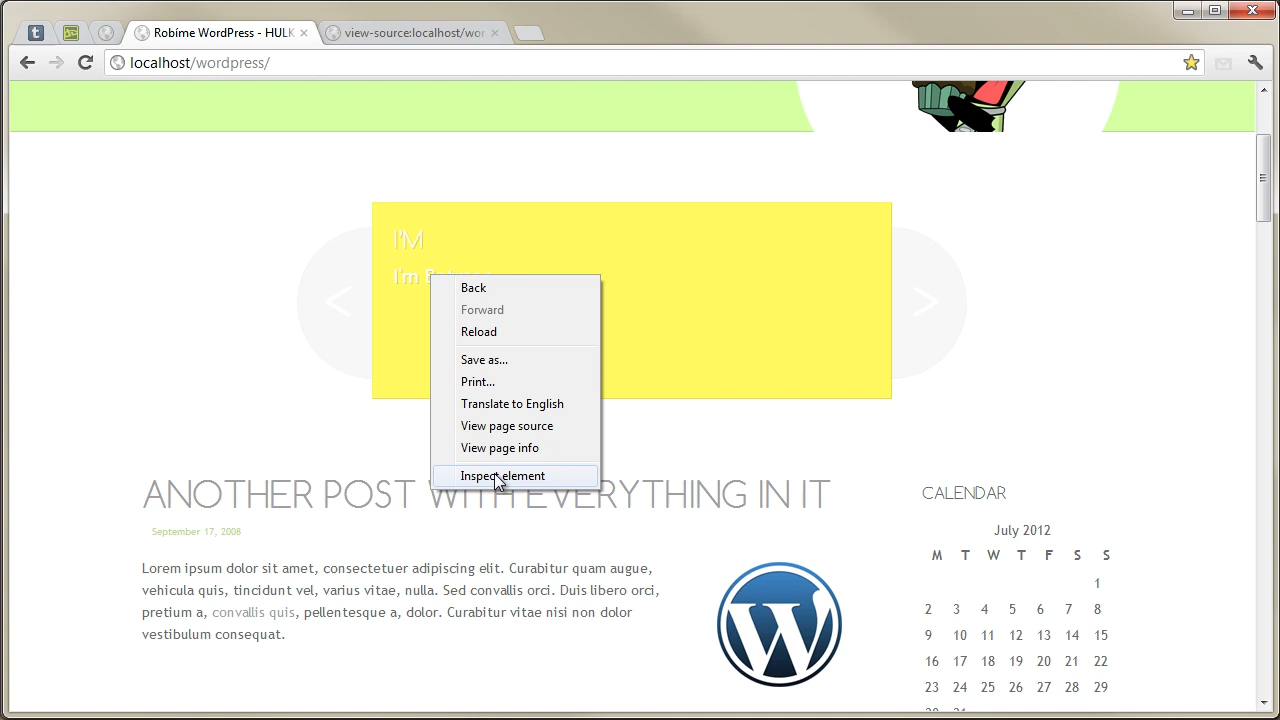 Robíme WordPress - HULK
view-source:localhost/wor
localhost/wordpress/
I'M
I'm
<
>
Back
Forward
Reload
Save as...
Print...
Translate to English
View page source
View page info
Inspect element
ANOTHER POST WITH EVERYTHING IN IT
September 17, 2008
Lorem ipsum dolor sit amet, consectetuer adipiscing elit. Curabitur quam augue,
vehicula quis, tincidunt vel, varius vitae, nulla. Sed convallis orci. Duis libero orci,
pretium a, convallis quis, pellentesque a, dolor. Curabitur vitae nisi non dolor
vestibulum consequat.
CALENDAR
July 2012
M T W T F S S
1
2 3 4 5 6 7 8
9 10 11 12 13 14 15
16 17 18 19 20 21 22
23 24 25 26 27 28 29